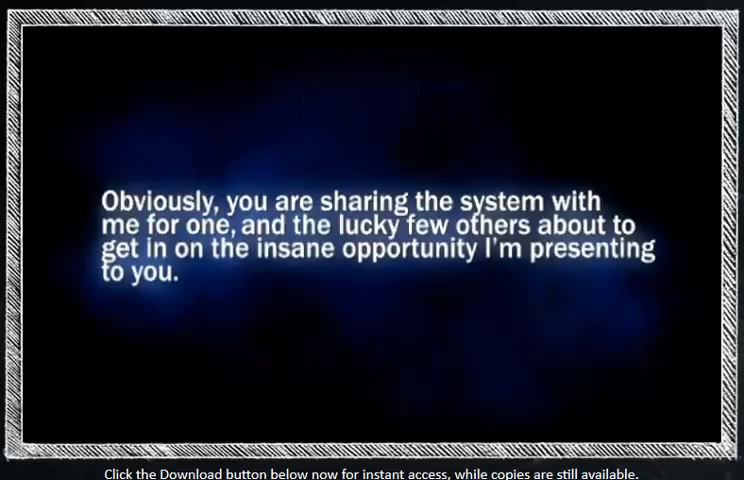 Obviously, you are sharing the system with
me for one, and the lucky few others about to
get in on the insane opportunity I'm presenting
to you.
Click the Download button below now for instant access, while copies are still available.